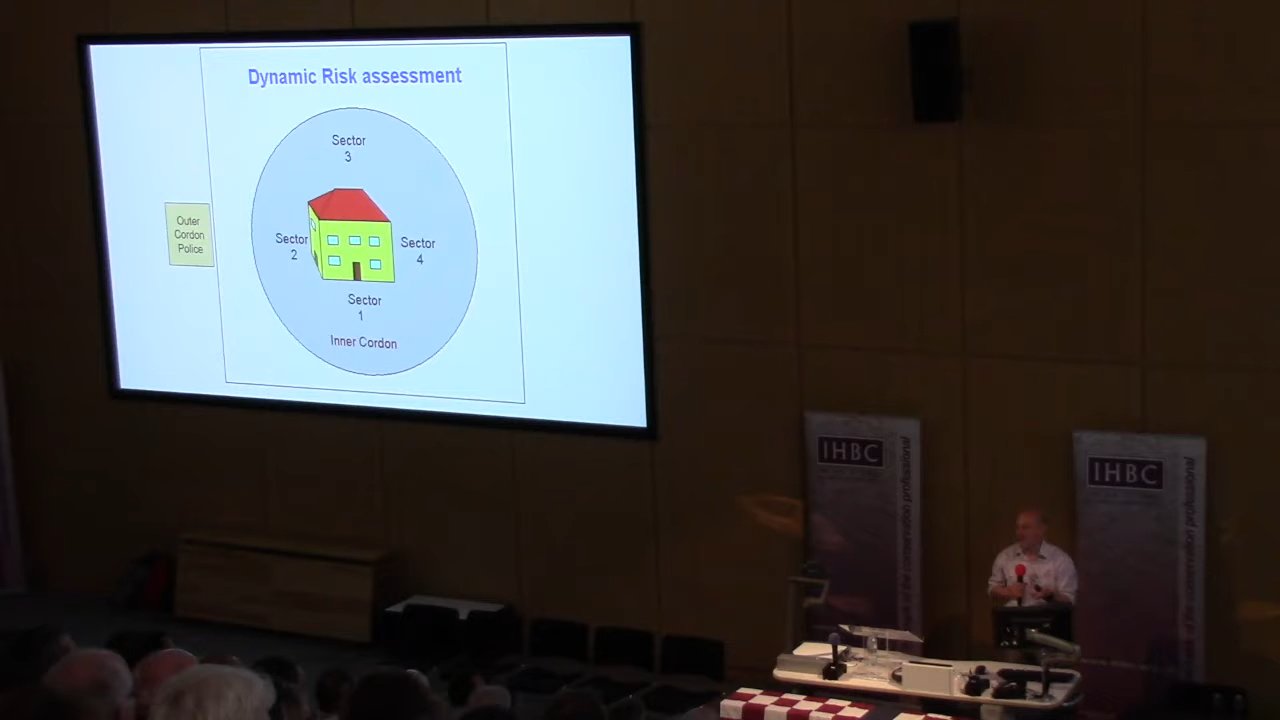 Dynamic Risk assessment
Sector
3
Outer
Cordon
Police
Sector
2
Sector
4
Sector
1
Inner Cordon
IHBC
IHBC